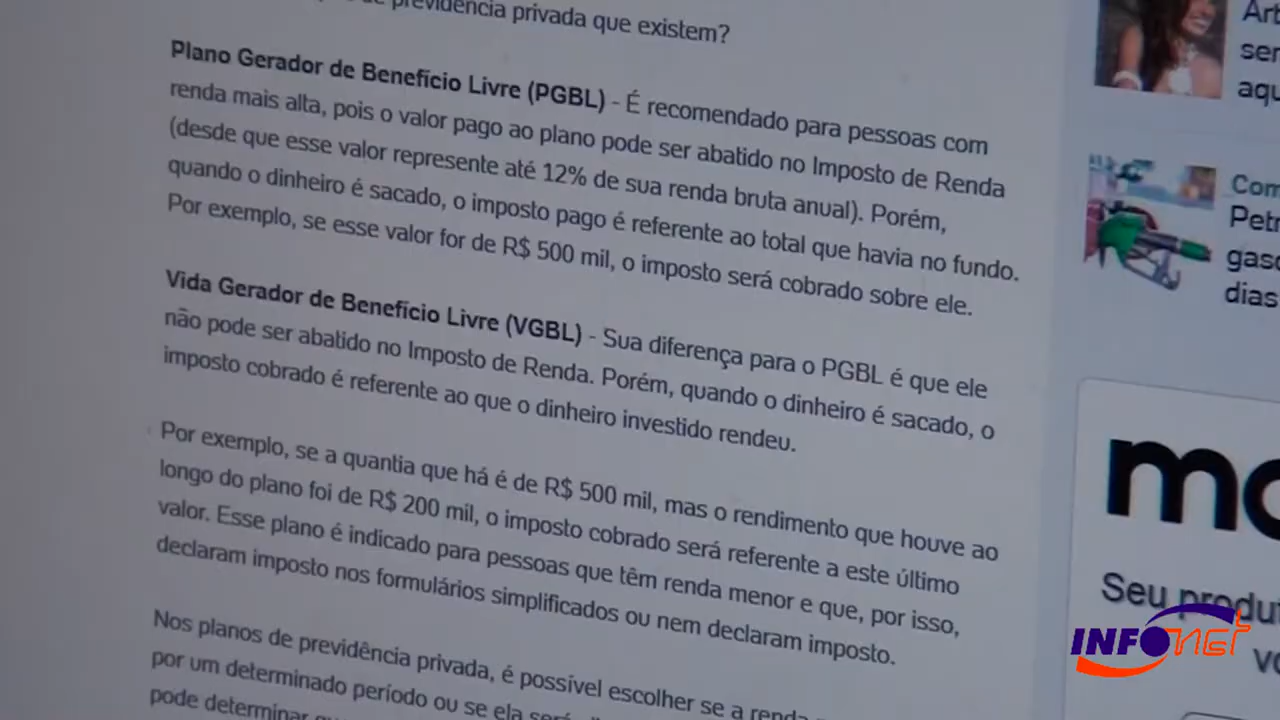 previdência privada que existem?
Plano Gerador de Benefício Livre (PGBL) - É recomendado para pessoas com
renda mais alta, pois o valor pago ao plano pode ser abatido no Imposto de Renda
(desde que esse valor represente até 12% de sua renda bruta anual). Porém,
quando o dinheiro é sacado, o imposto pago é referente ao total que havia no fundo.
Por exemplo, se esse valor for de R$ 500 mil, o imposto será cobrado sobre ele.
Vida Gerador de Benefício Livre (VGBL) - Sua diferença para o PGBL é que ele
não pode ser abatido no Imposto de Renda. Porém, quando o dinheiro é sacado, o
imposto cobrado é referente ao que o dinheiro investido rendeu.
Por exemplo, se a quantia que há é de R$ 500 mil, mas o rendimento que houve ao
longo do plano foi de R$ 200 mil, o imposto cobrado será referente a este último
valor. Esse plano é indicado para pessoas que têm renda menor e que, por isso,
declaram imposto nos formulários simplificados ou nem declaram imposto.
Nos planos de previdência privada, é possível escolher se a renda
por um determinado período ou se ela será
pode determinar
Art
ser
aqu
Com
Petr
gaso
dias
mo
Seu produt
vo
INFONET